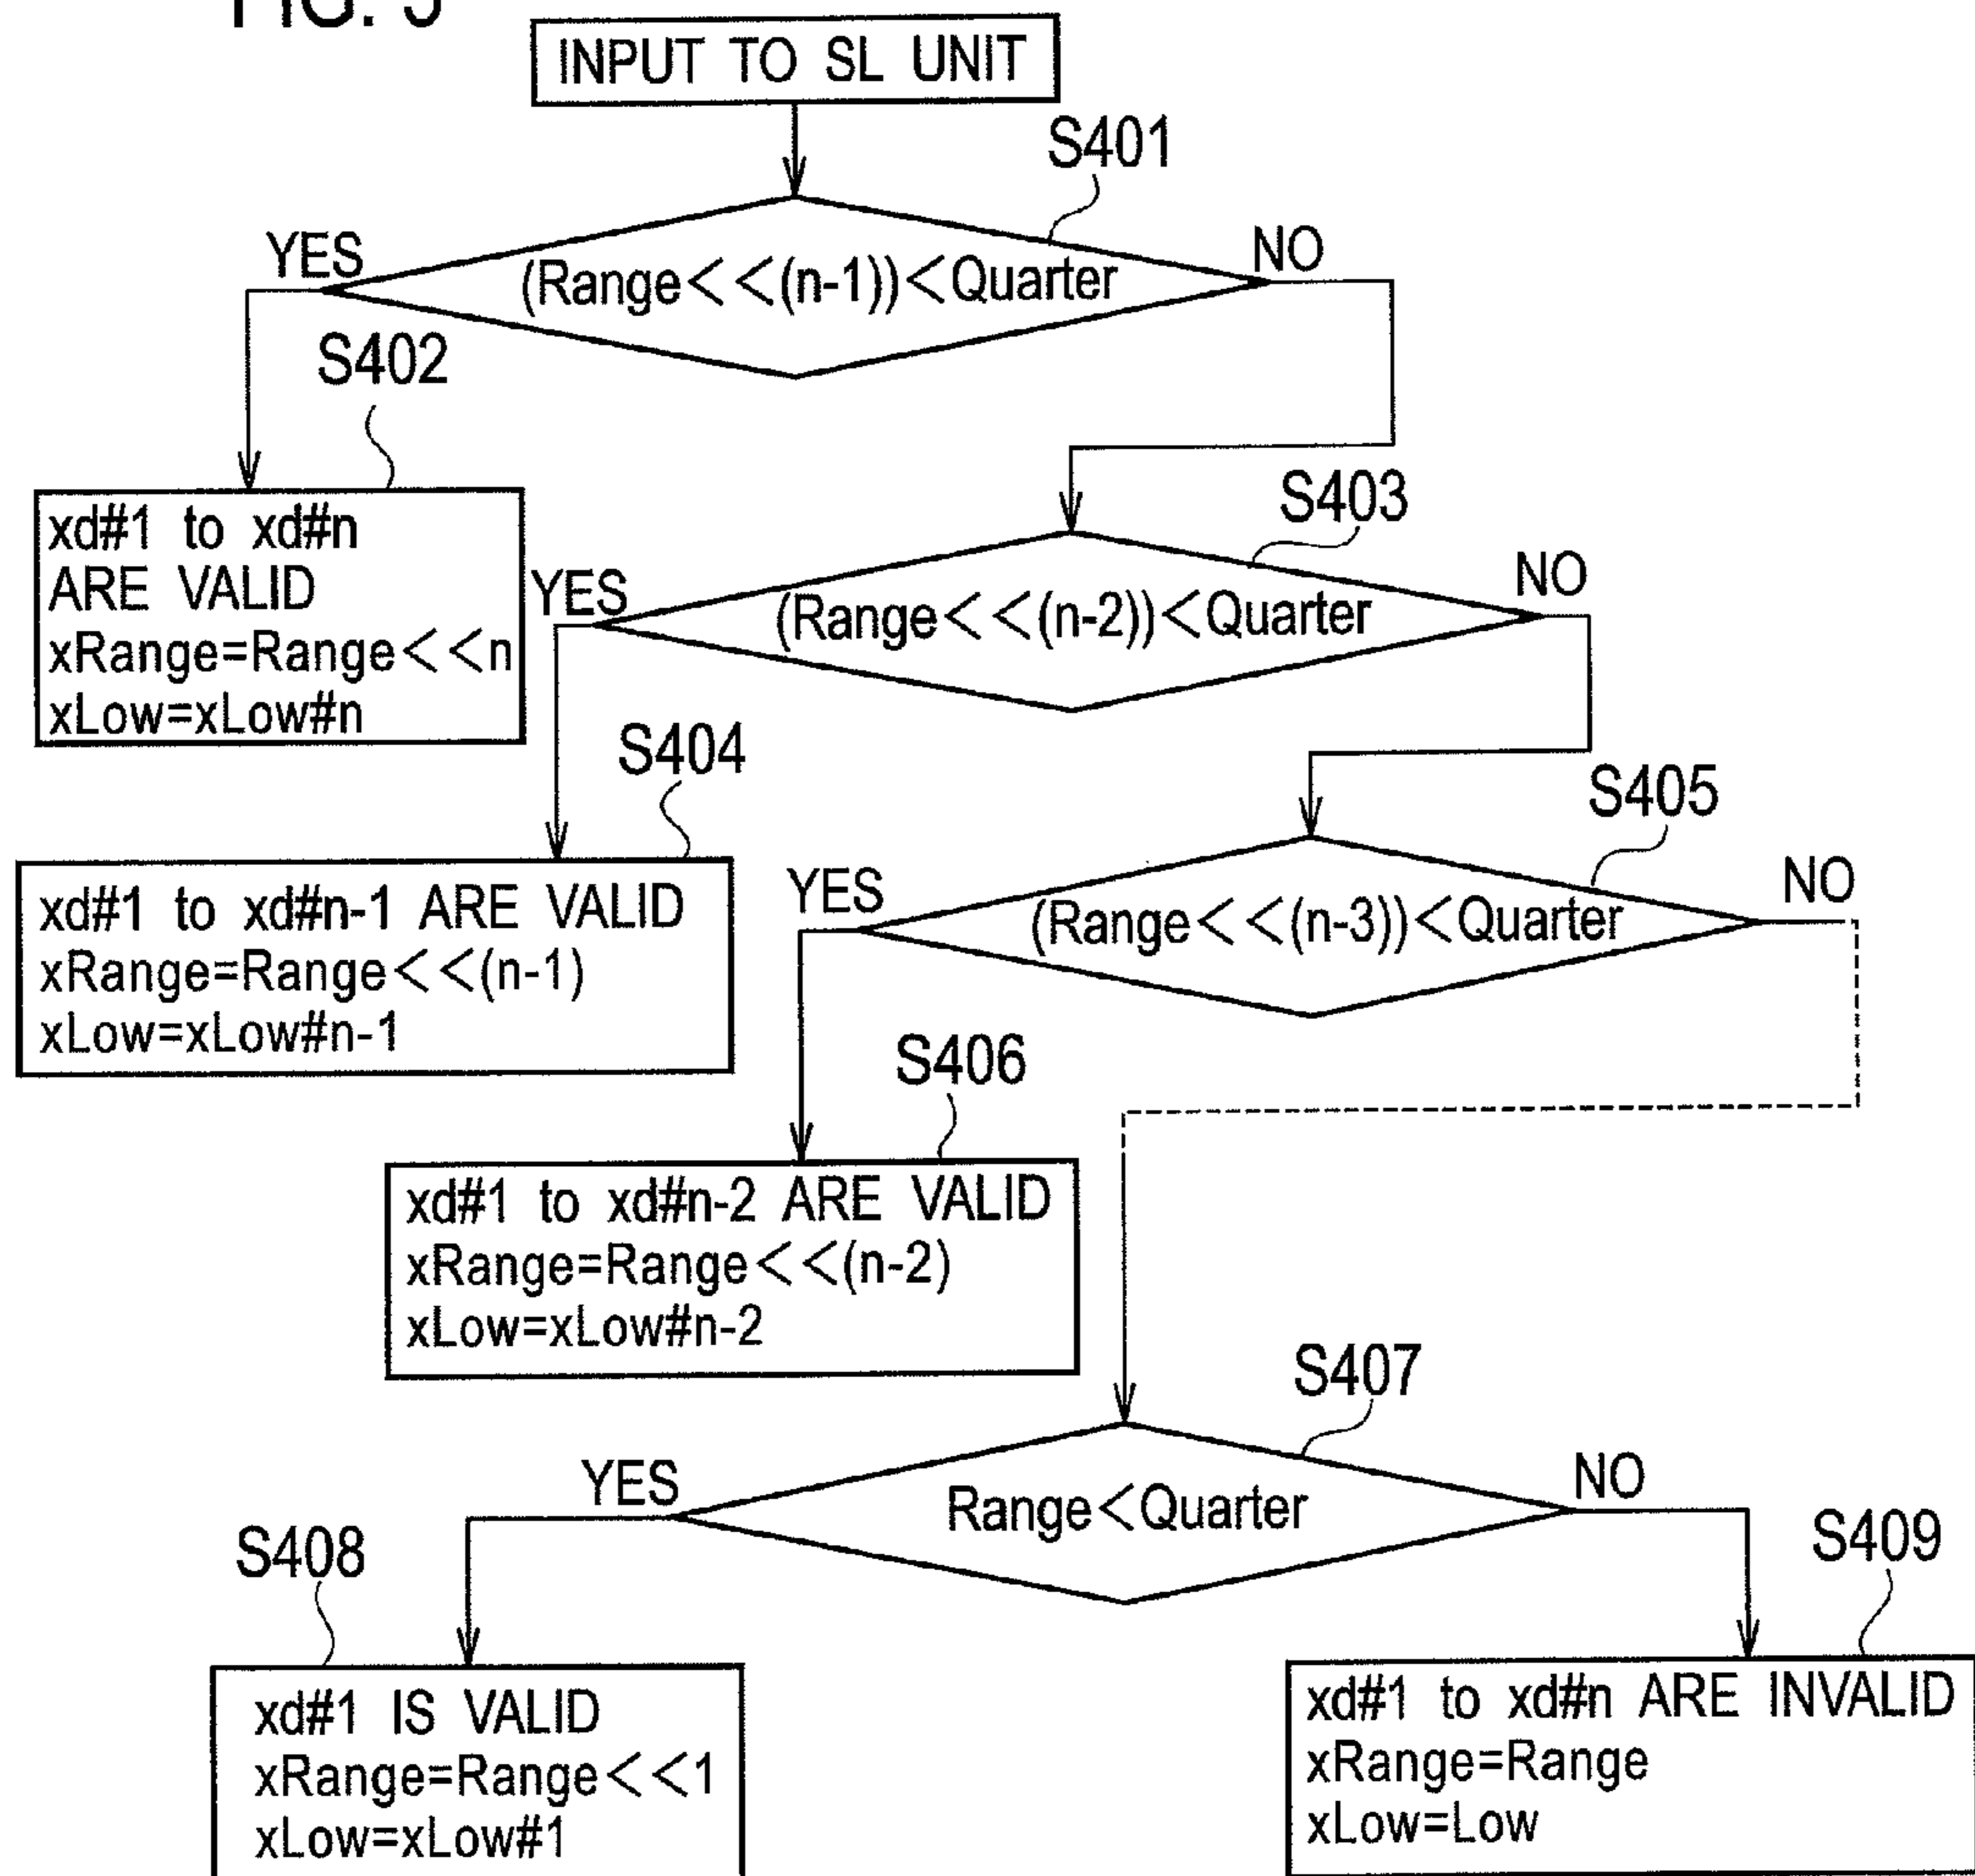 INPUT TO SL UNIT
S401
YES
(Range<<(n-1))<Quarter
NO
S402
xd#1 to xd#n
ARE VALID
xRange=Range<<n
xLow=xLow#n
S403
YES
(Range<<(n-2))<Quarter
NO
S404
xd#1 to xd#n-1 ARE VALID
xRange=Range<<(n-1)
xLow=xLow#n-1
S405
YES
(Range<<(n-3))<Quarter
NO
S406
xd#1 to xd#n-2 ARE VALID
xRange=Range<<(n-2)
xLow=xLow#n-2
S407
YES
Range<Quarter
NO
S408
xd#1 IS VALID
xRange=Range<<1
xLow=xLow#1
S409
xd#1 to xd#n ARE INVALID
xRange=Range
xLow=Low